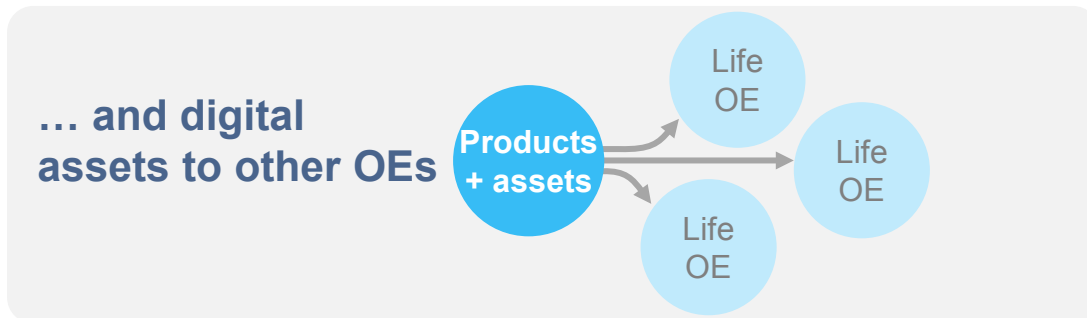 … and digital
assets to other OEs
Products
+ assets
Life
OE
Life
OE
Life
OE